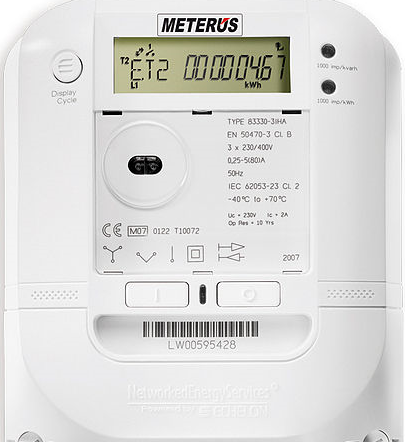 METERUS
T2 ET2 00000467
L1 kWh
1000 imp/kvarh
1000 imp/kWh
Display
Cycle
TYPE 83330-3IHA
EN 50470-3 CL B
3 x 230/400V
0,25-5(80)A
50Hz
IEC 62053-23 CL 2
-40°C to +70°C
Uc = 230V Ic = 2A
Op Res = 10 Yrs
CE M07 0122 T10072
2007
I O
LW00595428
NetworkedEnergyServices